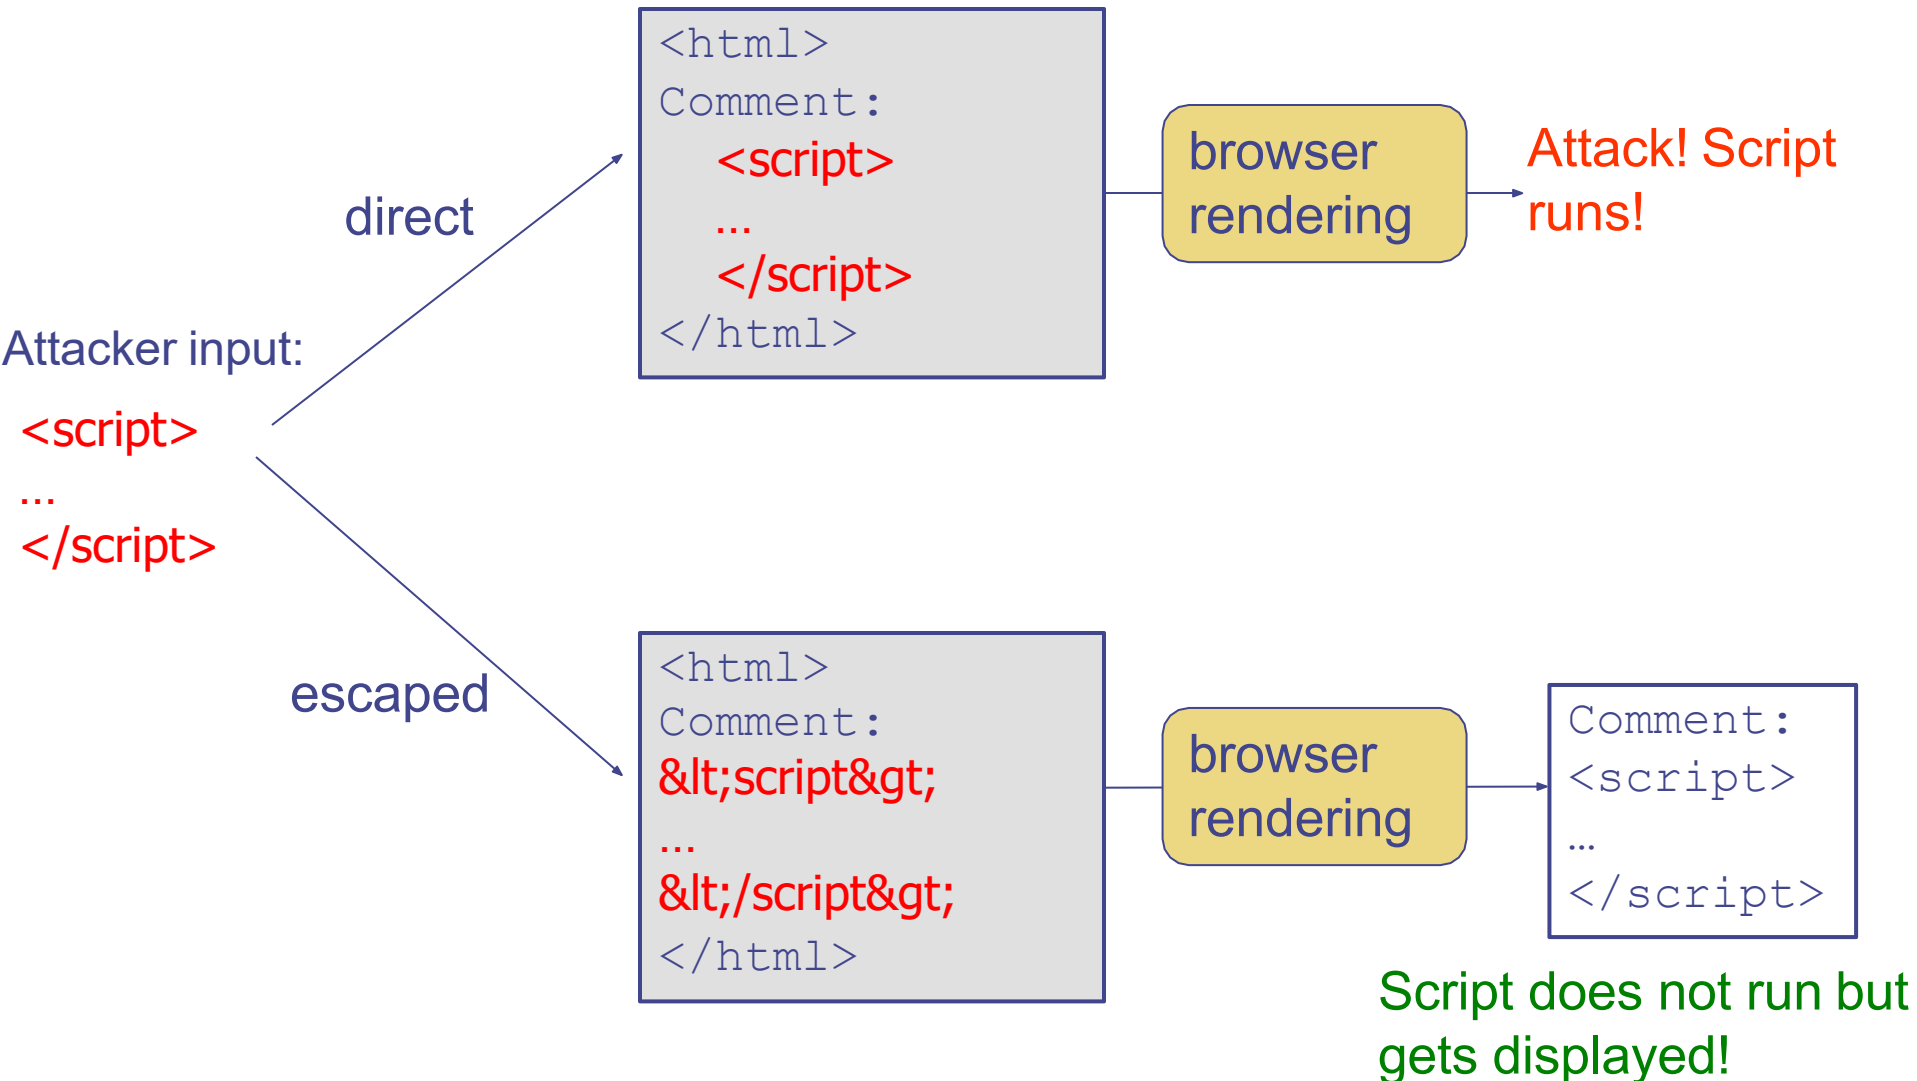 Attacker input:
<script>
...
</script>
direct
<html>
Comment:
<script>
...
</script>
</html>
browser
rendering
Attack! Script
runs!
escaped
<html>
Comment:
&lt;script&gt;
...
&lt;/script&gt;
</html>
browser
rendering
Comment:
<script>
…
</script>
Script does not run but
gets displayed!